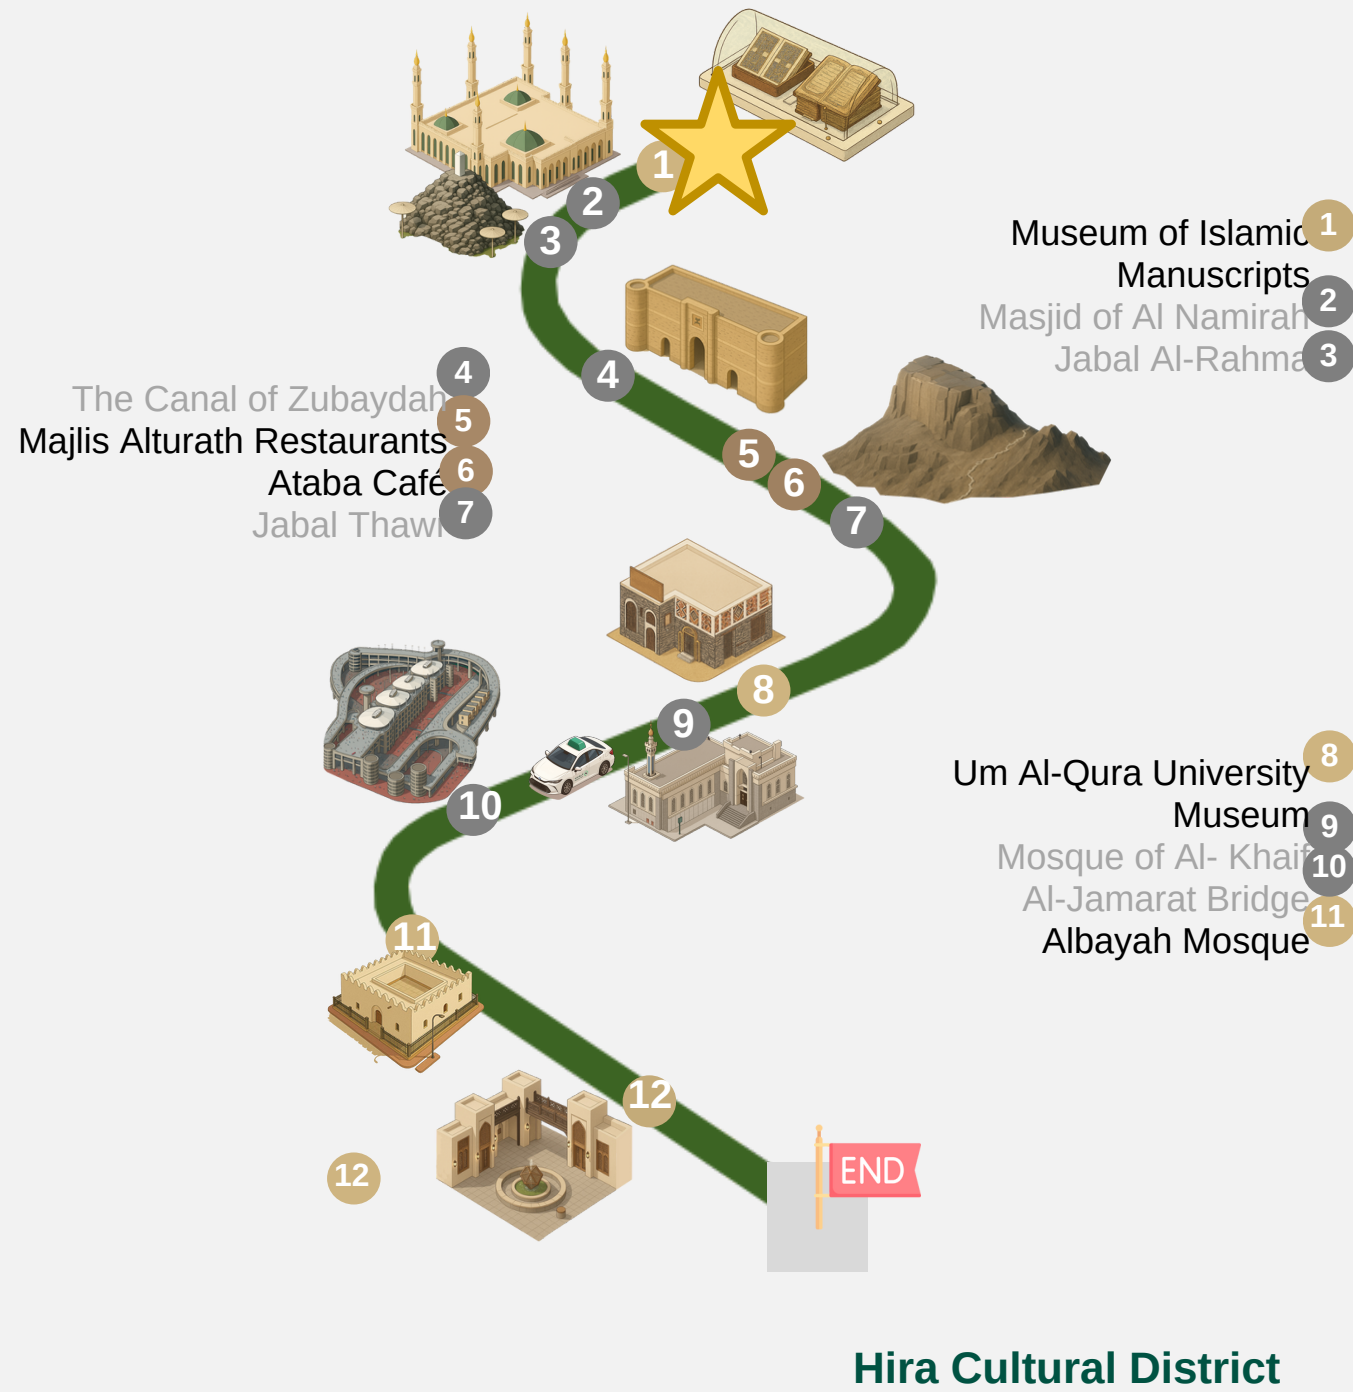 1
2
3
Museum of Islamic 1
Manuscripts
Masjid of Al Namirah 2
Jabal Al-Rahma 3
4
The Canal of Zubaydah 4
Majlis Alturath Restaurants 5
Ataba Café 6
Jabal Thawr 7
5
6
7
8
9
10
Um Al-Qura University 8
Museum
Mosque of Al- Khaif 9
Al-Jamarat Bridge 10
Albayah Mosque 11
11
12
12
END
Hira Cultural District